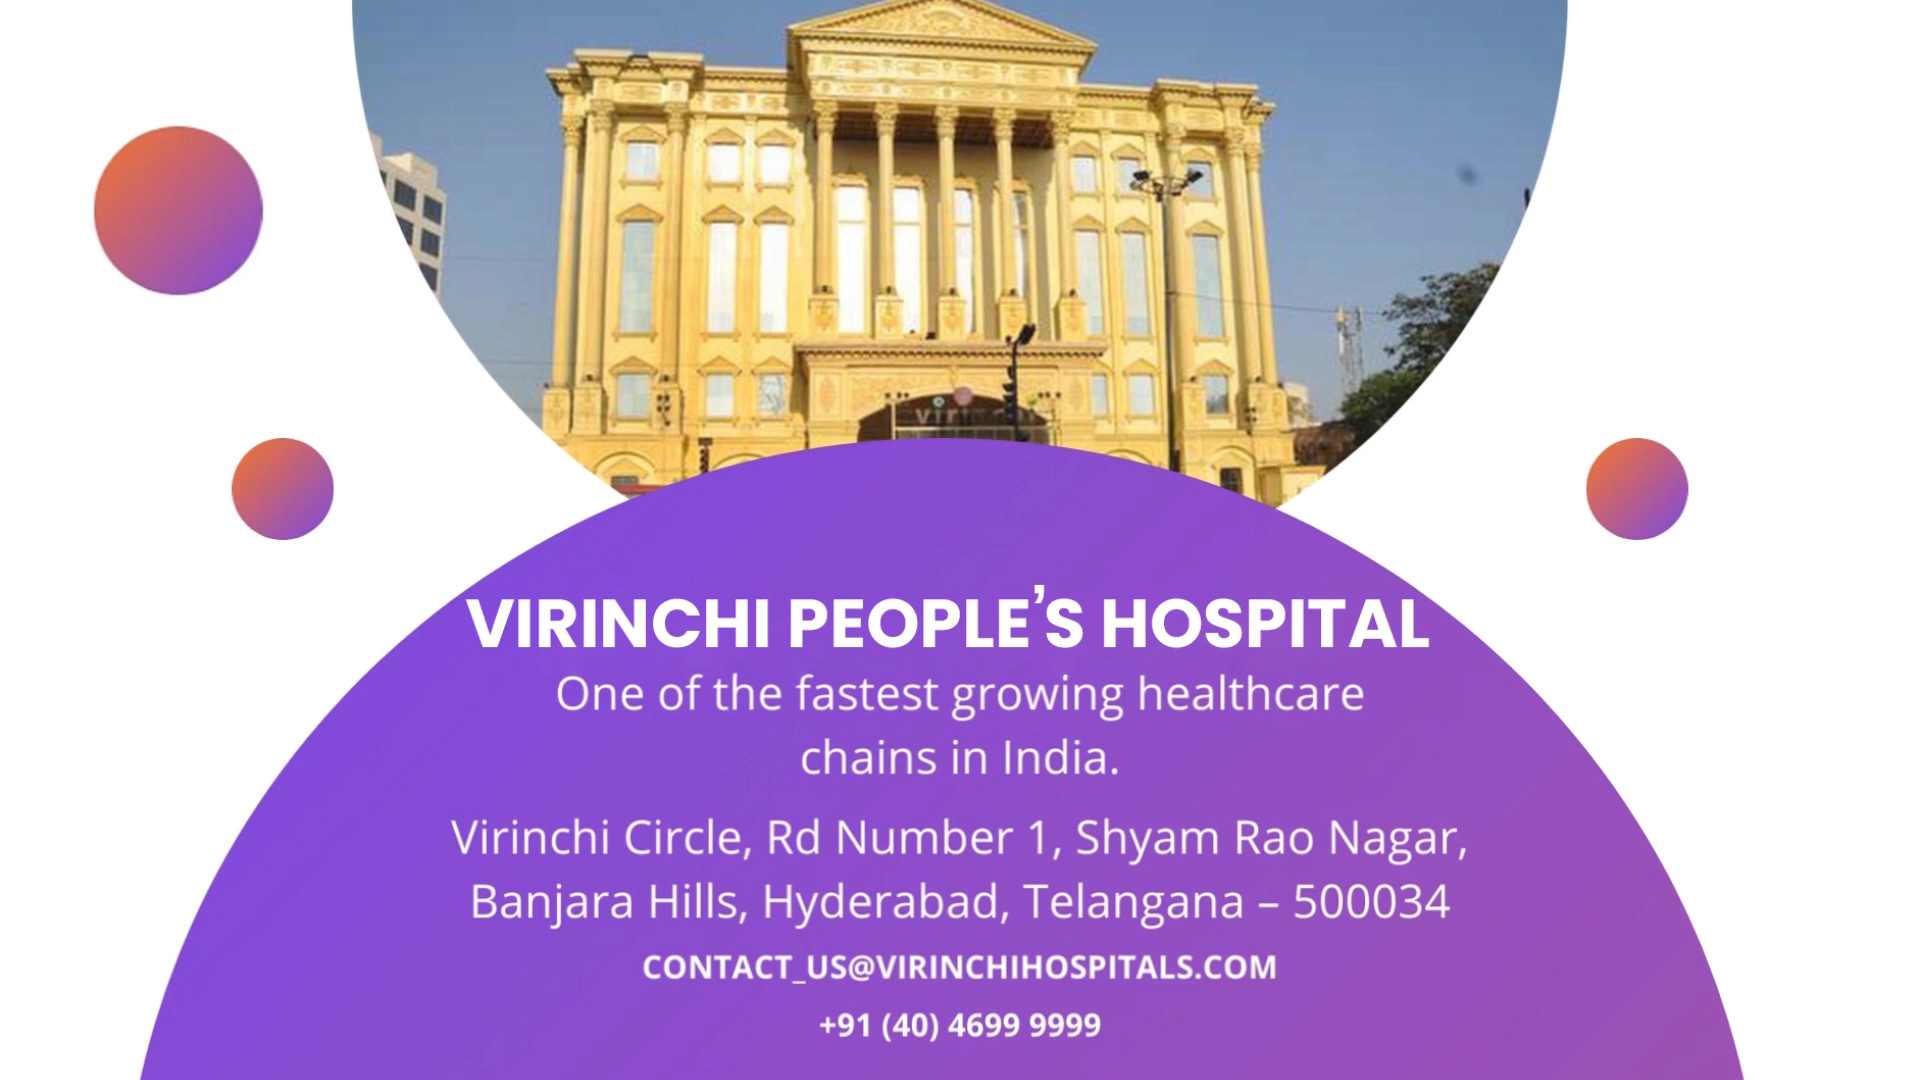 VIRINCHI PEOPLE’S HOSPITAL
One of the fastest growing healthcare
chains in India.
Virinchi Circle, Rd Number 1, Shyam Rao Nagar,
Banjara Hills, Hyderabad, Telangana – 500034
CONTACT_US@VIRINCHIHOSPITALS.COM
+91 (40) 4699 9999